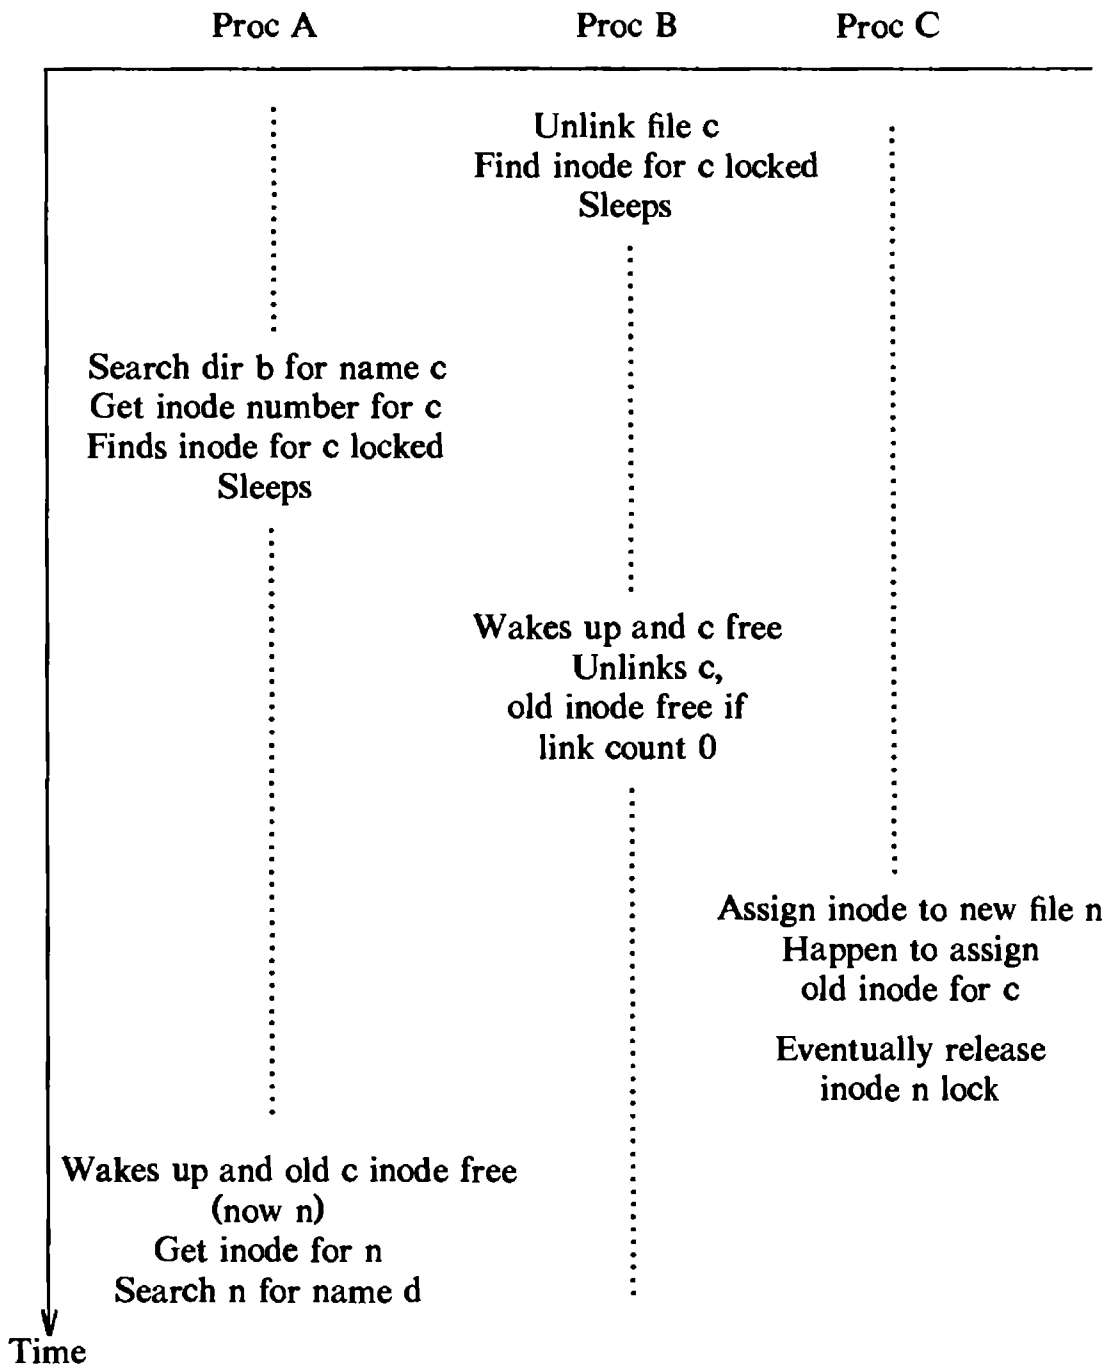 Proc A Proc B Proc C
Unlink file c
Find inode for c locked
Sleeps
Search dir b for name c
Get inode number for c
Finds inode for c locked
Sleeps
Wakes up and c free
Unlinks c,
old inode free if
link count 0
Assign inode to new file n
Happen to assign
old inode for c
Eventually release
inode n lock
Wakes up and old c inode free
(now n)
Get inode for n
Search n for name d
Time